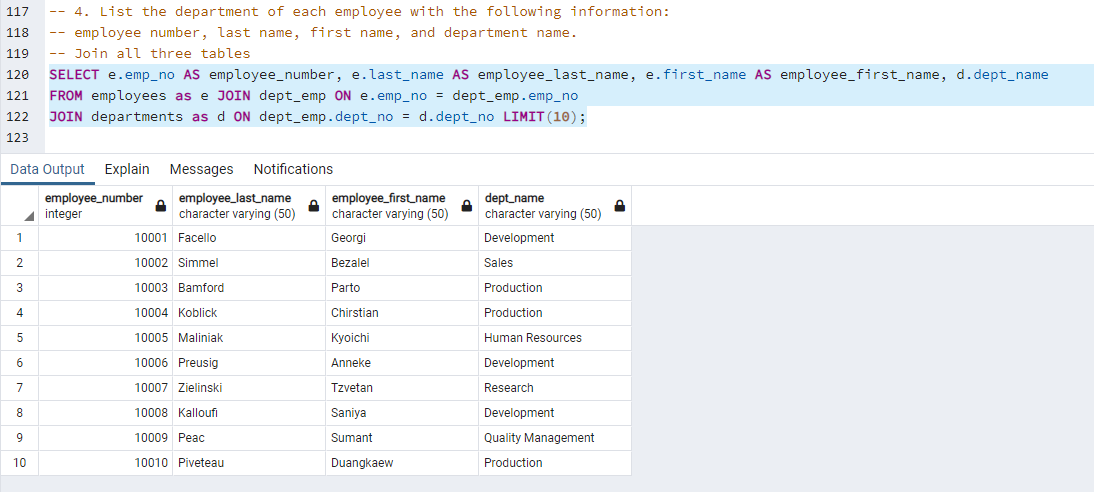 117 -- 4. List the department of each employee with the following information:
118 -- employee number, last name, first name, and department name.
119 -- Join all three tables
120 SELECT e.emp_no AS employee_number, e.last_name AS employee_last_name, e.first_name AS employee_first_name, d.dept_name
121 FROM employees as e JOIN dept_emp ON e.emp_no = dept_emp.emp_no
122 JOIN departments as d ON dept_emp.dept_no = d.dept_no LIMIT(10);
123
Data Output Explain Messages Notifications
employee_number employee_last_name employee_first_name dept_name
integer character varying (50) character varying (50) character varying (50)
1 10001 Facello Georgi Development
2 10002 Simmel Bezalel Sales
3 10003 Bamford Parto Production
4 10004 Koblick Chirstian Production
5 10005 Maliniak Kyoichi Human Resources
6 10006 Preusig Anneke Development
7 10007 Zielinski Tzvetan Research
8 10008 Kalloufi Saniya Development
9 10009 Peac Sumant Quality Management
10 10010 Piveteau Duangkaew Production